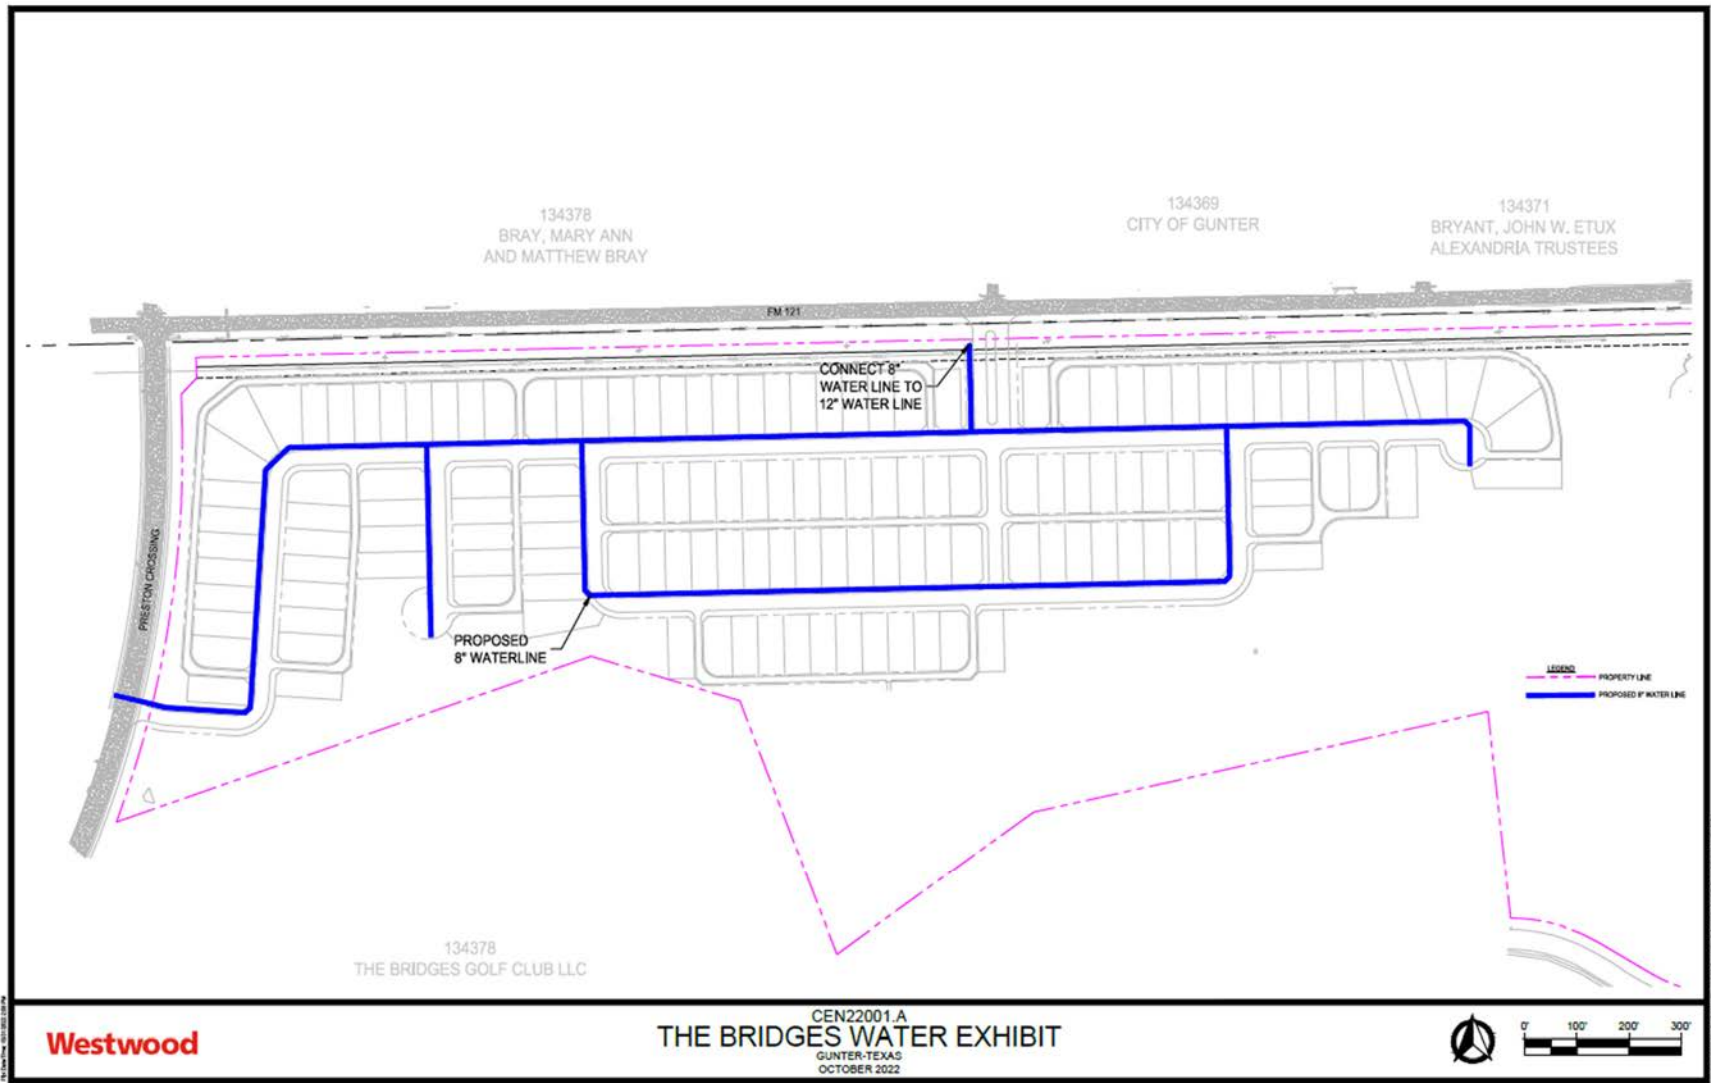 134378
BRAY, MARY ANN
AND MATTHEW BRAY
134369
CITY OF GUNTER
134371
BRYANT, JOHN W. ETUX
ALEXANDRIA TRUSTEES
FM 121
CONNECT 8"
WATER LINE TO
12" WATER LINE
PRESTON CROSSING
PROPOSED
8" WATERLINE
LEGEND
PROPERTY LINE
PROPOSED 8" WATER LINE
134378
THE BRIDGES GOLF CLUB LLC
Westwood
CEN22001.A
THE BRIDGES WATER EXHIBIT
GUNTER-TEXAS
OCTOBER 2022
0' 100' 200' 300'